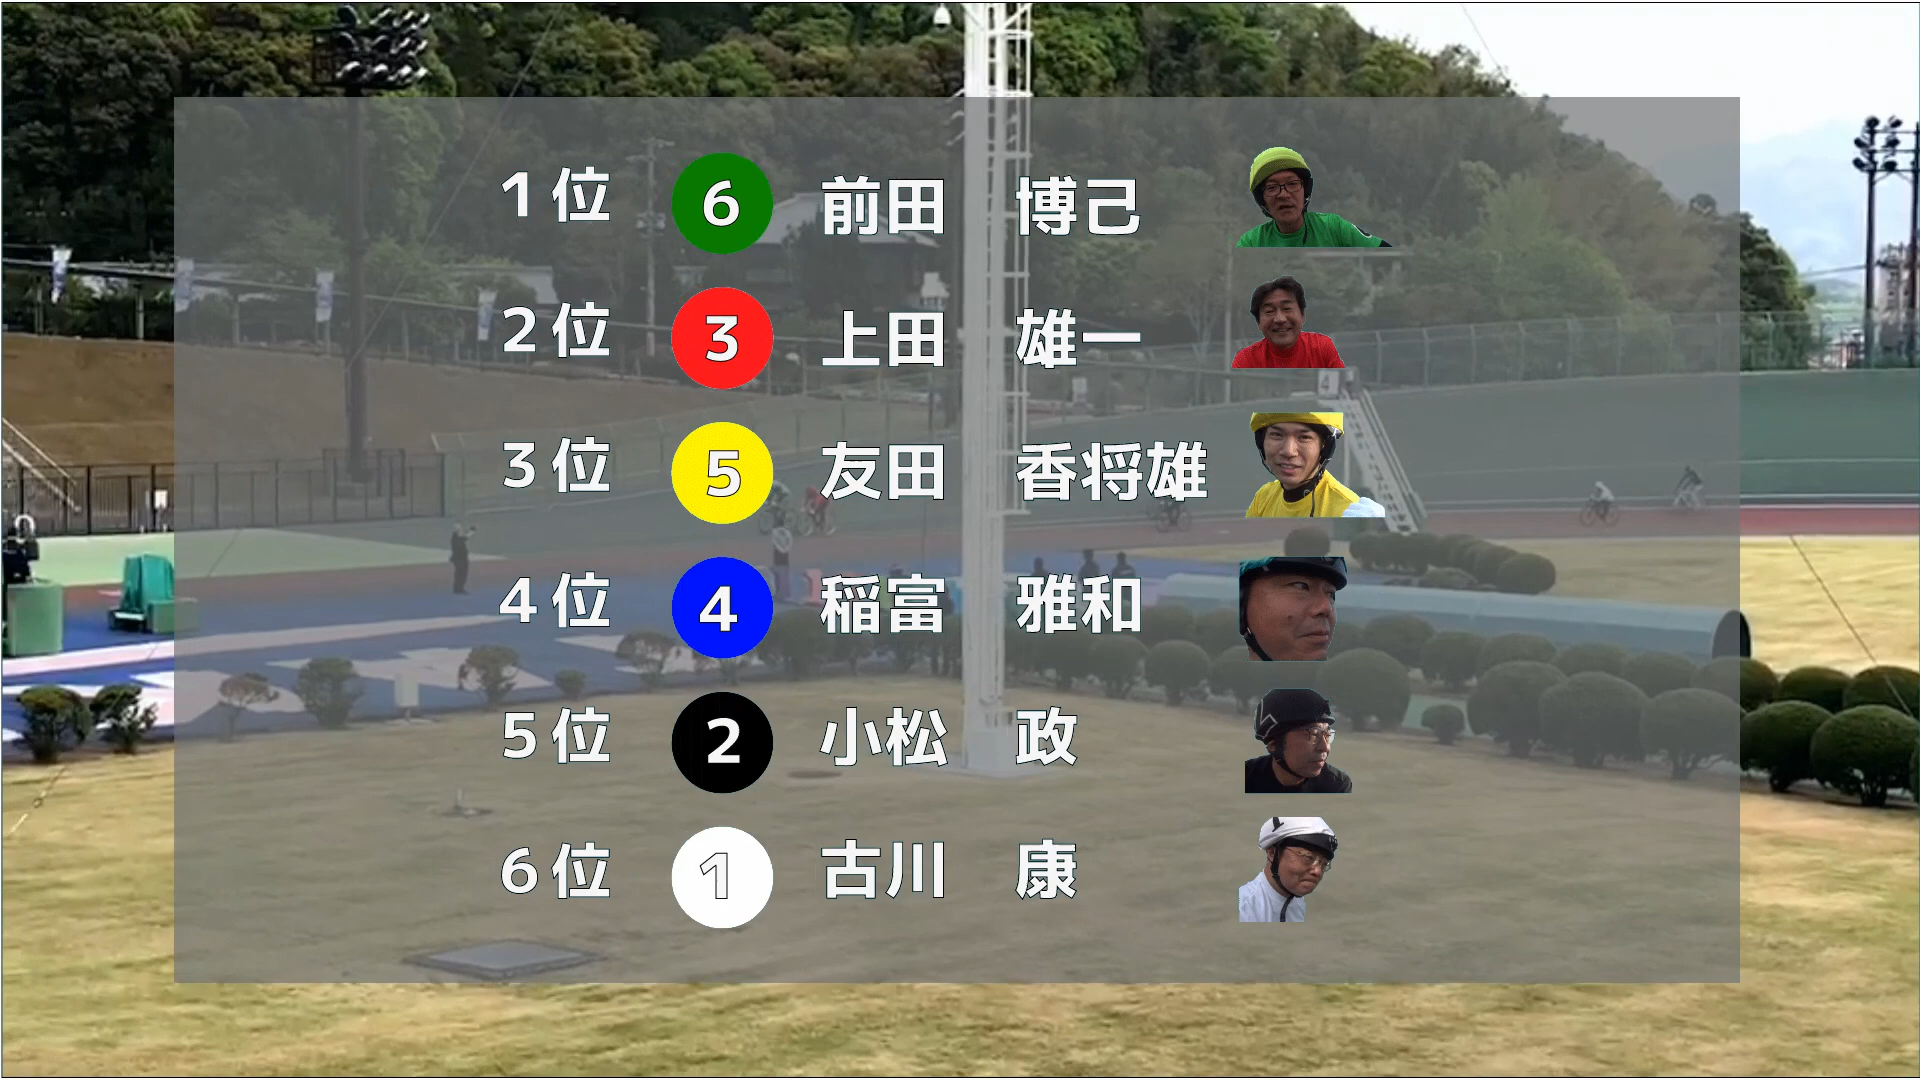 1位 6 前田 博己
2位 3 上田 雄一
3位 5 友田 香将雄
4位 4 稲富 雅和
5位 2 小松 政
6位 1 古川 康
4